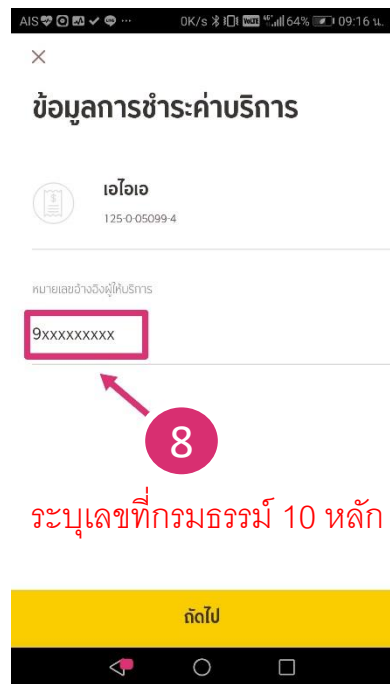 AIS ... 0K/s VoLTE 4G 64% 09:16 น.
ข้อมูลการชำระค่าบริการ
เอไอเอ
125-0-05099-4
หมายเลขอ้างอิงผู้ให้บริการ
9xxxxxxxxx
8
ระบุเลขที่กรมธรรม์ 10 หลัก
ถัดไป